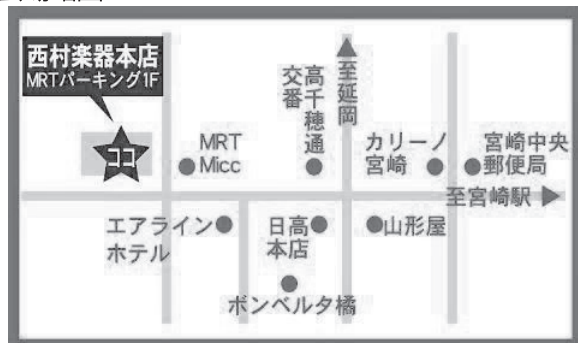 西村楽器本店
MRTパーキング1F
ココ
MRT
Micc
高千穂通
交番
至延岡
カリーノ
宮崎
宮崎中央
郵便局
至宮崎駅
エアライン
ホテル
日高
本店
山形屋
ボンベルタ橘